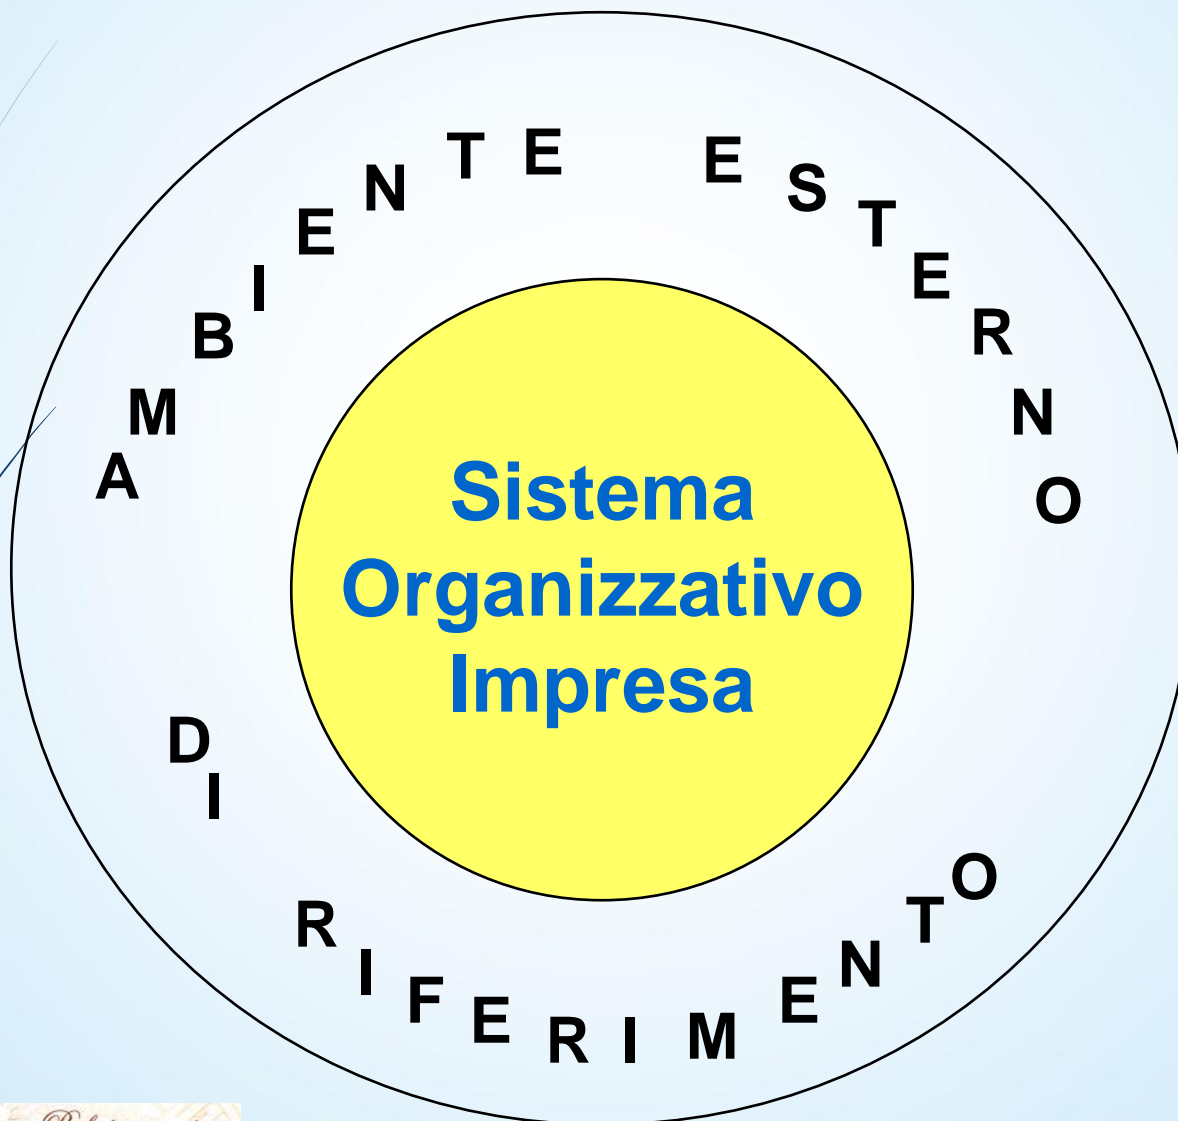 AMBIENTE ESTERNO
Sistema
Organizzativo
Impresa
DI RIFERIMENTO